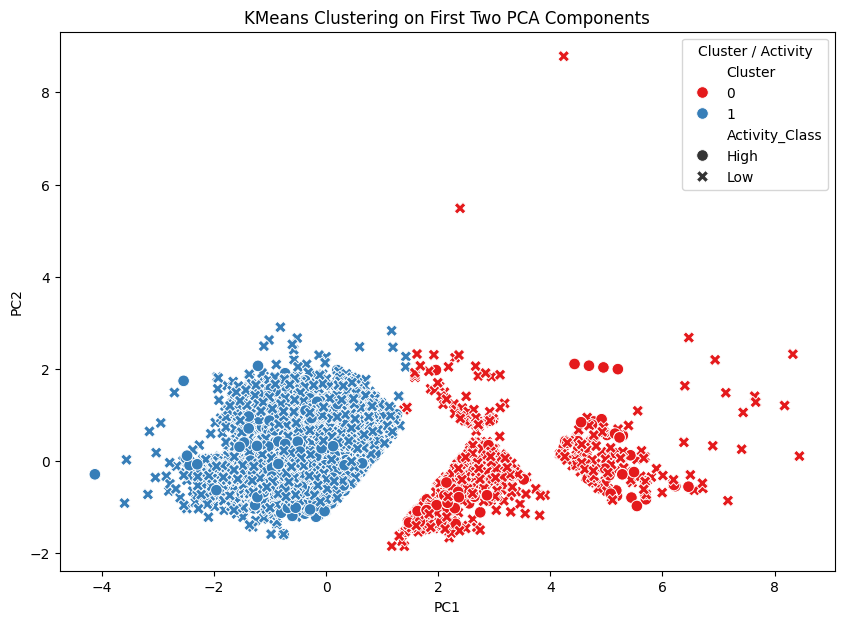 KMeans Clustering on First Two PCA Components
Cluster / Activity
Cluster
0
1
Activity_Class
High
Low
PC2
8
6
4
2
0
−2
−4
−2
0
2
4
6
8
PC1